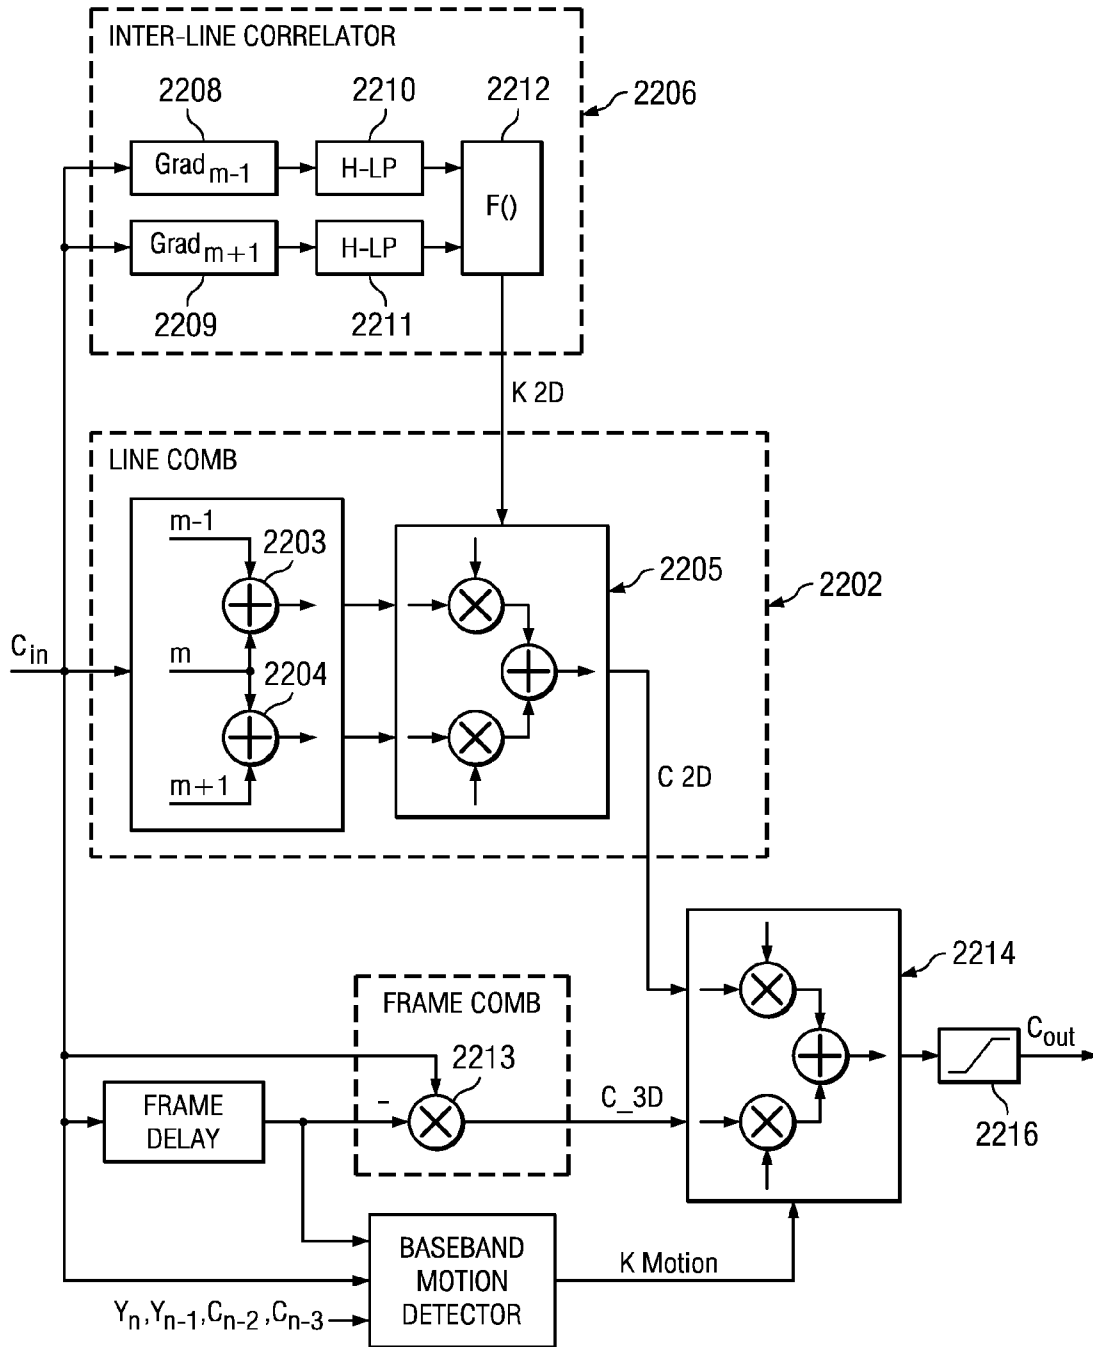 INTER-LINE CORRELATOR
2208
2210
2212
2206
Grad m-1
H-LP
F()
Grad m+1
H-LP
2209
2211
K 2D
LINE COMB
m-1
2203
2205
2202
C in
m
2204
m+1
C 2D
2214
FRAME COMB
2213
C out
FRAME
DELAY
-
C_3D
2216
BASEBAND
MOTION
DETECTOR
K Motion
Y n, Y n-1, C n-2, C n-3